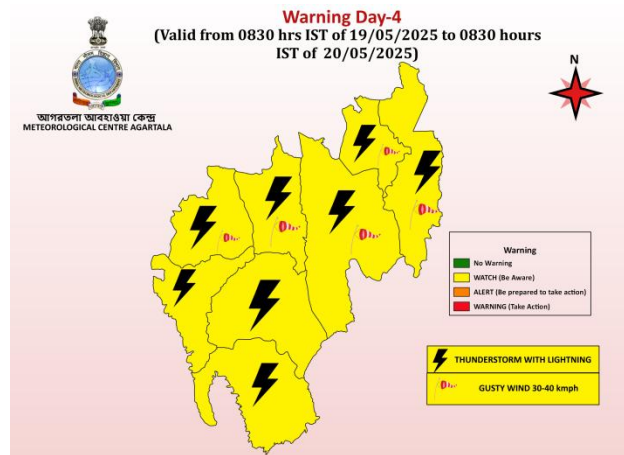 Warning Day-4
(Valid from 0830 hrs IST of 19/05/2025 to 0830 hours
IST of 20/05/2025)
আগরতলা আবহাওয়া কেন্দ্র
METEOROLOGICAL CENTRE AGARTALA
N
Warning
No Warning
WATCH (Be Aware)
ALERT (Be prepared to take action)
WARNING (Take Action)
THUNDERSTORM WITH LIGHTNING
GUSTY WIND 30-40 kmph